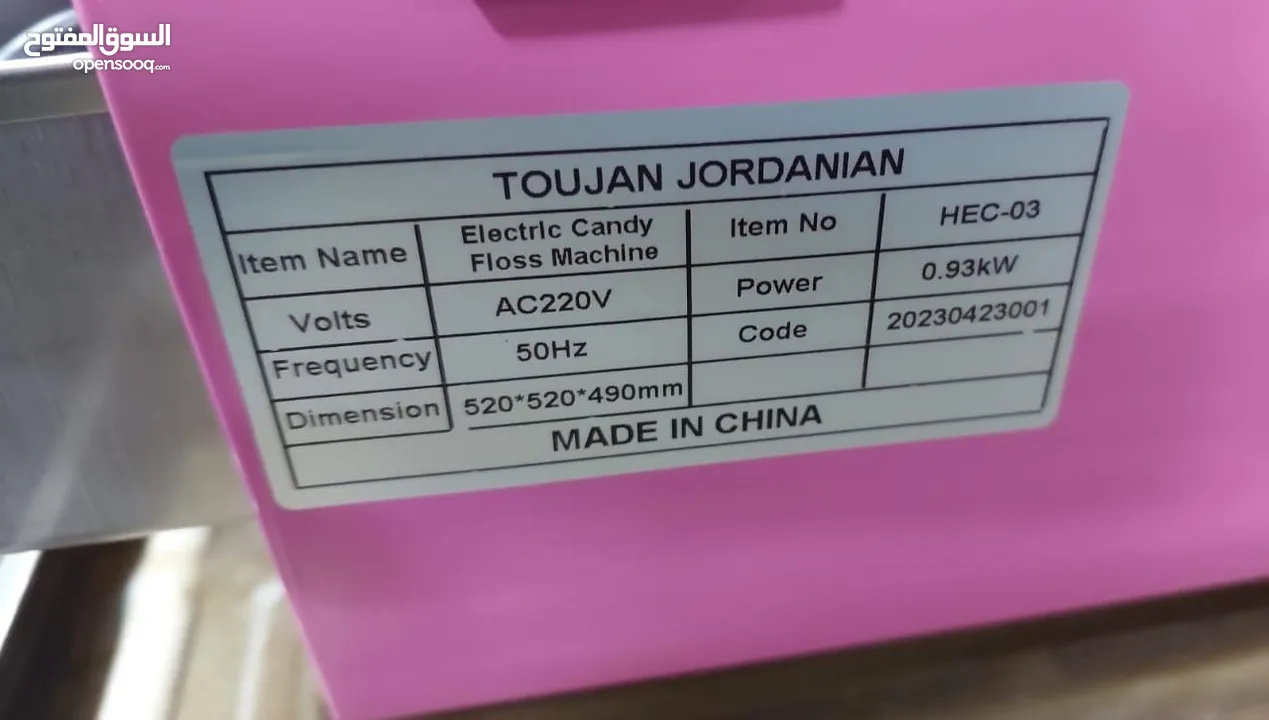 السوق المفتوح
opensooq.com
TOUJAN JORDANIAN
Item Name Electric Candy Floss Machine Item No HEC-03
Volts AC220V Power 0.93kW
Frequency 50Hz Code 20230423001
Dimension 520*520*490mm
MADE IN CHINA